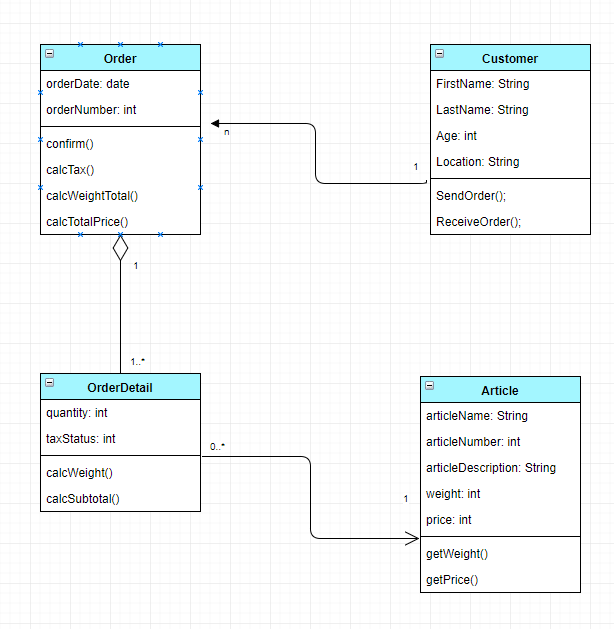 Order
orderDate: date
orderNumber: int
confirm()
calcTax()
calcWeightTotal()
calcTotalPrice()
Customer
FirstName: String
LastName: String
Age: int
Location: String
SendOrder();
ReceiveOrder();
n
1
1
1..*
OrderDetail
quantity: int
taxStatus: int
calcWeight()
calcSubtotal()
0..*
1
Article
articleName: String
articleNumber: int
articleDescription: String
weight: int
price: int
getWeight()
getPrice()